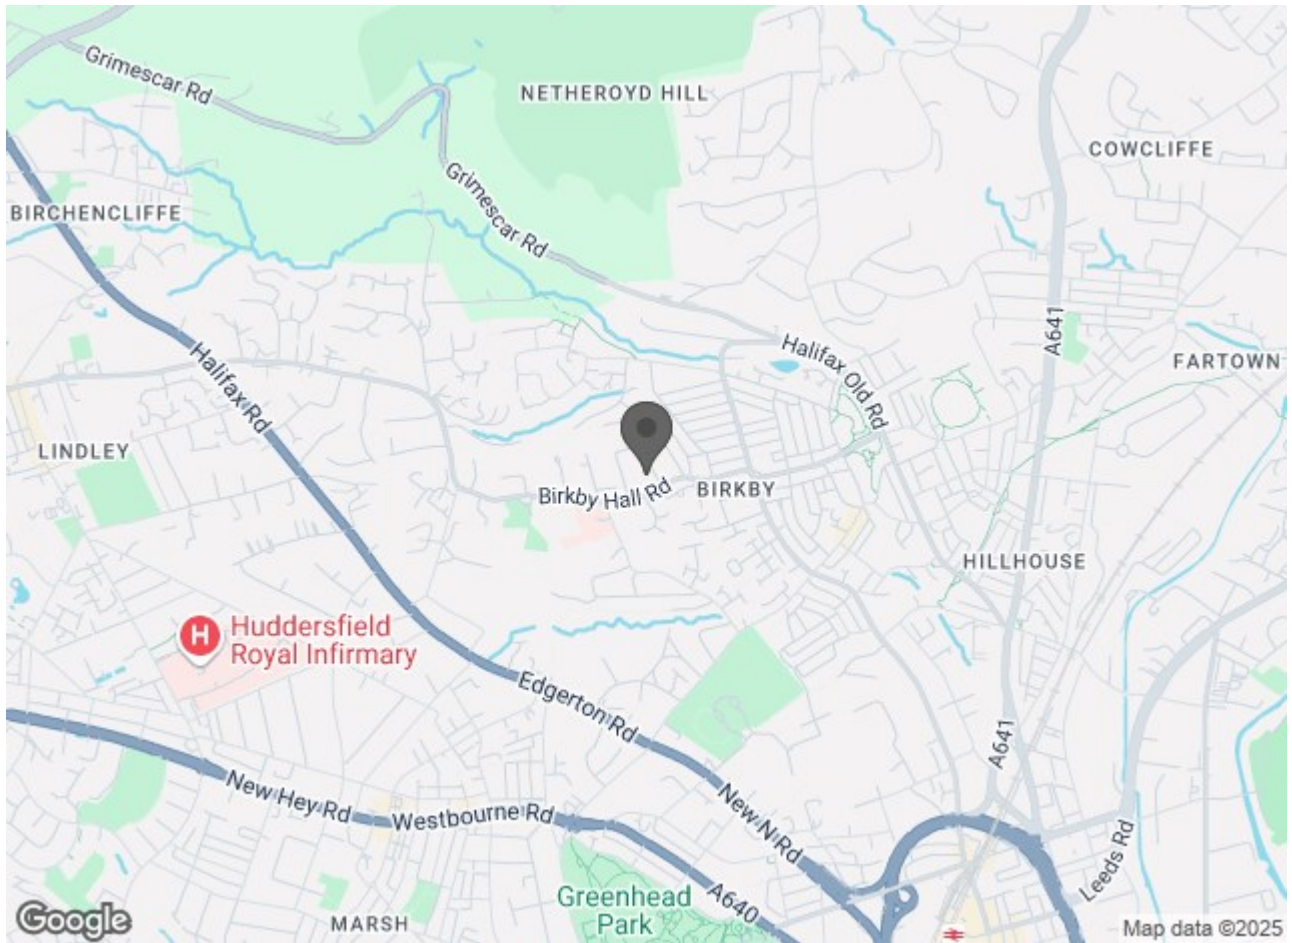 Grimescar Rd
NETHEROYD HILL
COWCLIFFE
Grimescar Rd
BIRCHENCLIFFE
A641
Halifax Old Rd
FARTOWN
Halifax Rd
LINDLEY
Birkby Hall Rd
BIRKBY
HILLHOUSE
H
Huddersfield
Royal Infirmary
Edgerton Rd
A641
New Hey Rd
Westbourne Rd
New N Rd
Leeds Rd
Greenhead
Park
A640
MARSH
Google
Map data ©2025